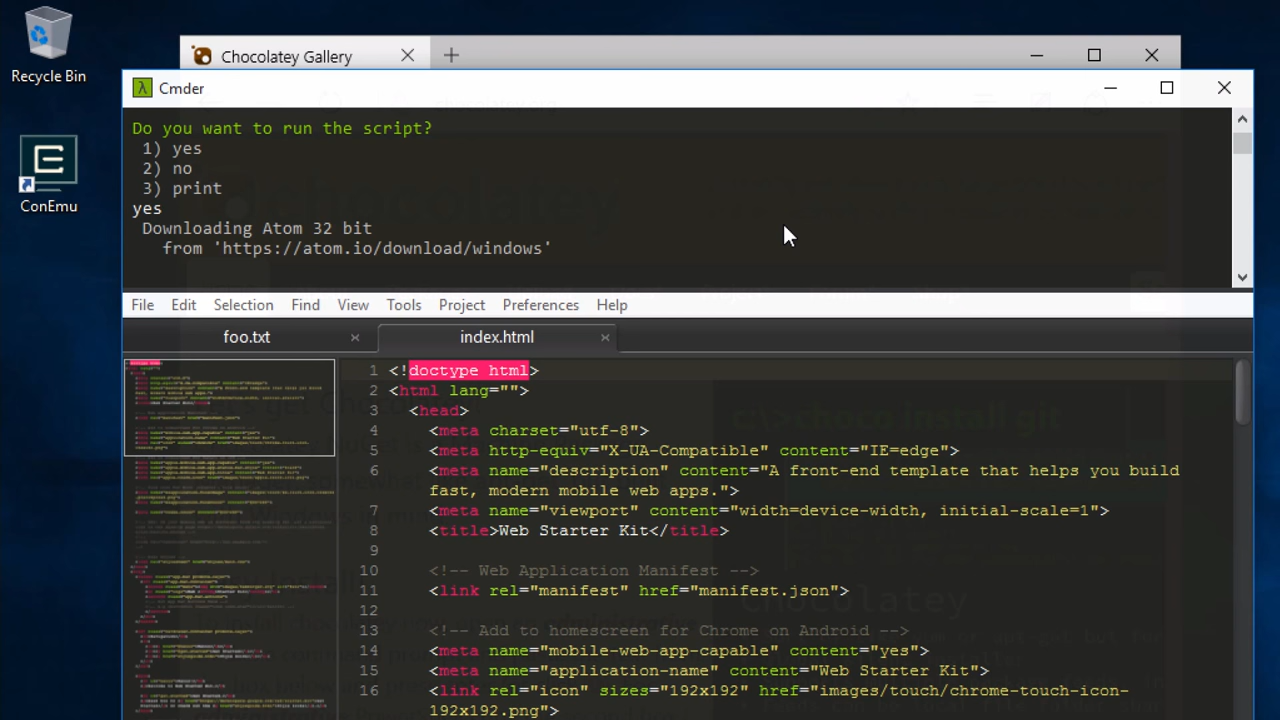 Recycle Bin
ConEmu
Chocolatey Gallery
Cmder
Do you want to run the script?
1) yes
2) no
3) print
yes
Downloading Atom 32 bit
from 'https://atom.io/download/windows'
File Edit Selection Find View Tools Project Preferences Help
foo.txt index.html
1 <!doctype html>
2 <html lang="">
3 <head>
4 <meta charset="utf-8">
5 <meta http-equiv="X-UA-Compatible" content="IE=edge">
6 <meta name="description" content="A front-end template that helps you build
fast, modern mobile web apps.">
7 <meta name="viewport" content="width=device-width, initial-scale=1">
8 <title>Web Starter Kit</title>
9
10 <!-- Web Application Manifest -->
11 <link rel="manifest" href="manifest.json">
12
13 <!-- Add to homescreen for Chrome on Android -->
14 <meta name="mobile-web-app-capable" content="yes">
15 <meta name="application-name" content="Web Starter Kit">
16 <link rel="icon" sizes="192x192" href="images/touch/chrome-touch-icon-
192x192.png">